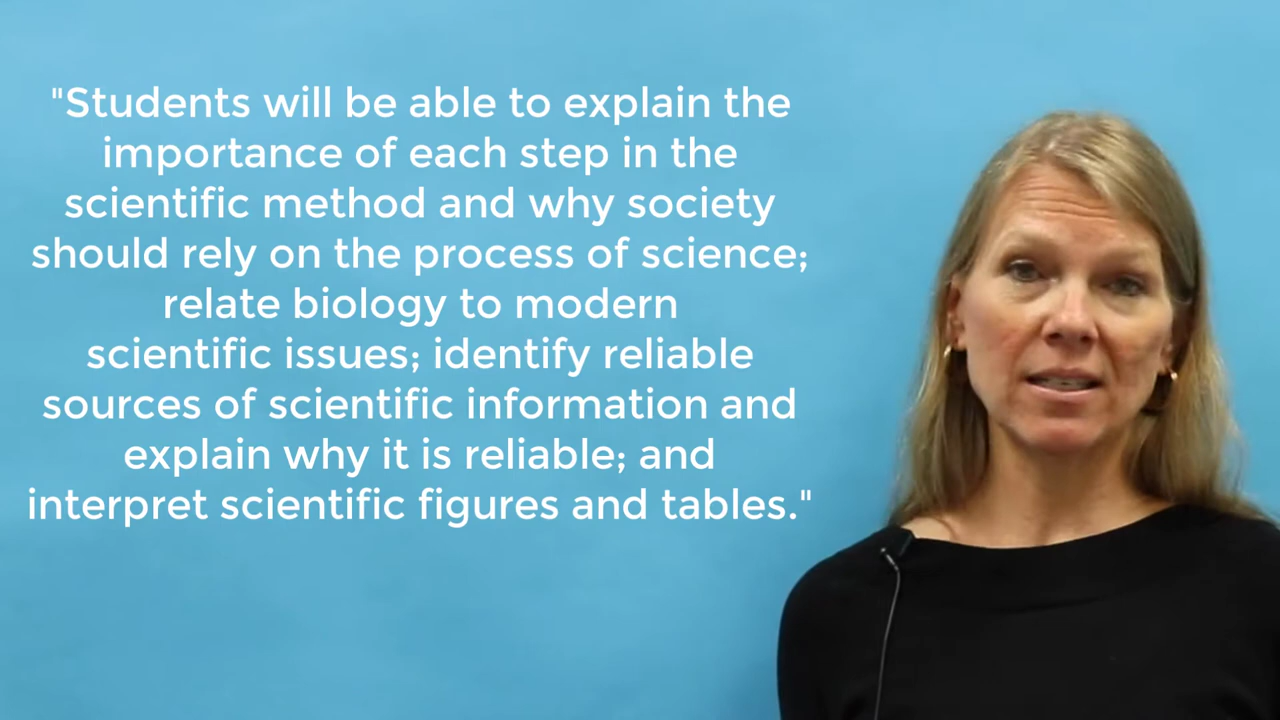 "Students will be able to explain the
importance of each step in the
scientific method and why society
should rely on the process of science;
relate biology to modern
scientific issues; identify reliable
sources of scientific information and
explain why it is reliable; and
interpret scientific figures and tables."